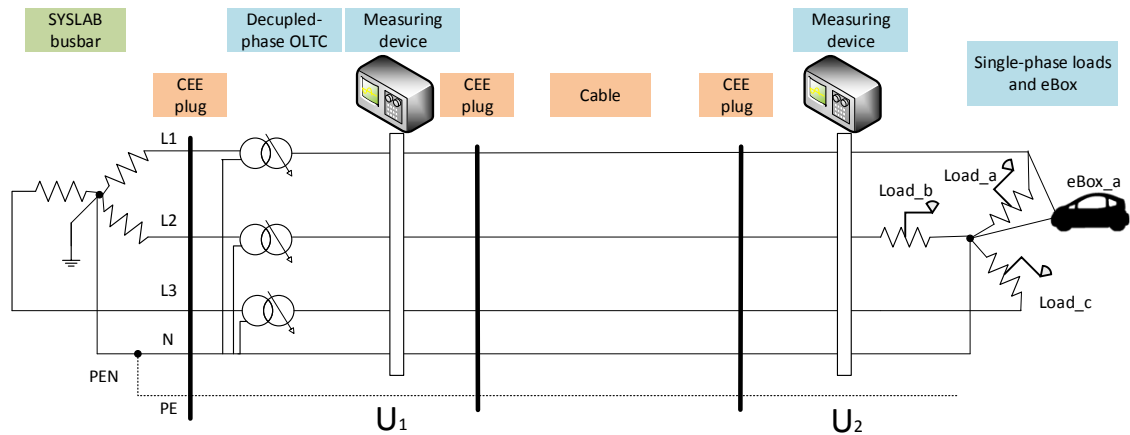 SYSLAB
busbar
Decupled-
phase OLTC
Measuring
device
Measuring
device
Single-phase loads
and eBox
CEE
plug
CEE
plug
Cable
CEE
plug
L1
L2
L3
N
PEN
PE
Load_b
Load_a
eBox_a
Load_c
U1
U2